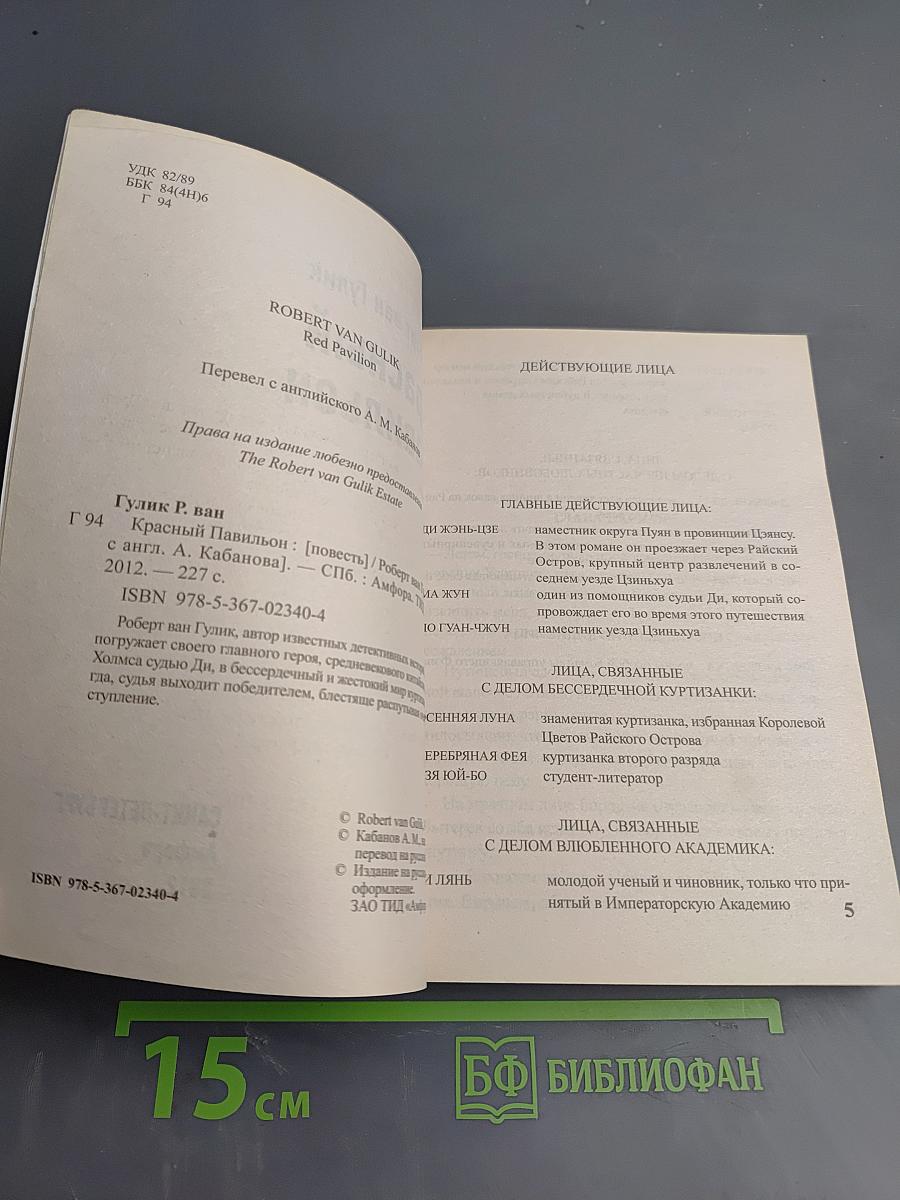 УДК 82/89
ББК 84(4Н)6
Г 94
ROBERT VAN GULIK
Red Pavilion
Перевел с английского А. М. Кабанов
Права на издание любезно предоставлены
The Robert van Gulik Estate
Гулик Р. ван
Г 94 Красный Павильон : [повесть] / Роберт ван
с англ. А. Кабанова]. — СПб. : Амфора.
2012. — 227 с.
ISBN 978-5-367-02340-4
Роберт ван Гулик, автор известных детективных
погружает своего главного героя, средневекового
Холмса судью Ди, в бессердечный и жестокий мир
гда, судья выходит победителем, блестяще
ступление.
© Robert van Gulik,
© Кабанов А. М.,
перевод на
© Издание на
оформление.
ЗАО ТИД
ISBN 978-5-367-02340-4
ДЕЙСТВУЮЩИЕ ЛИЦА
ГЛАВНЫЕ ДЕЙСТВУЮЩИЕ ЛИЦА:
ДИ ЖЭНЬ-ЦЗЕ наместник округа Пуян в провинции Цзянсу.
В этом романе он проезжает через Райский
Остров, крупный центр развлечений в со-
седнем уезде Цзиньхуа
МА ЖУН один из помощников судьи Ди, который со-
провождает его во время этого путешествия
ЛО ГУАН-ЧЖУН наместник уезда Цзиньхуа
ЛИЦА, СВЯЗАННЫЕ
С ДЕЛОМ БЕССЕРДЕЧНОЙ КУРТИЗАНКИ:
СЕННЯЯ ЛУНА знаменитая куртизанка, избранная Королевой
Цветов Райского Острова
ЕРЕБРЯНАЯ ФЕЯ куртизанка второго разряда
ЗЯ ЮЙ-БО студент-литератор
ЛИЦА, СВЯЗАННЫЕ
С ДЕЛОМ ВЛЮБЛЕННОГО АКАДЕМИКА:
И ЛЯНЬ молодой ученый и чиновник, только что при-
нятый в Императорскую Академию
5
15 см
БФ БИБЛИОФАН